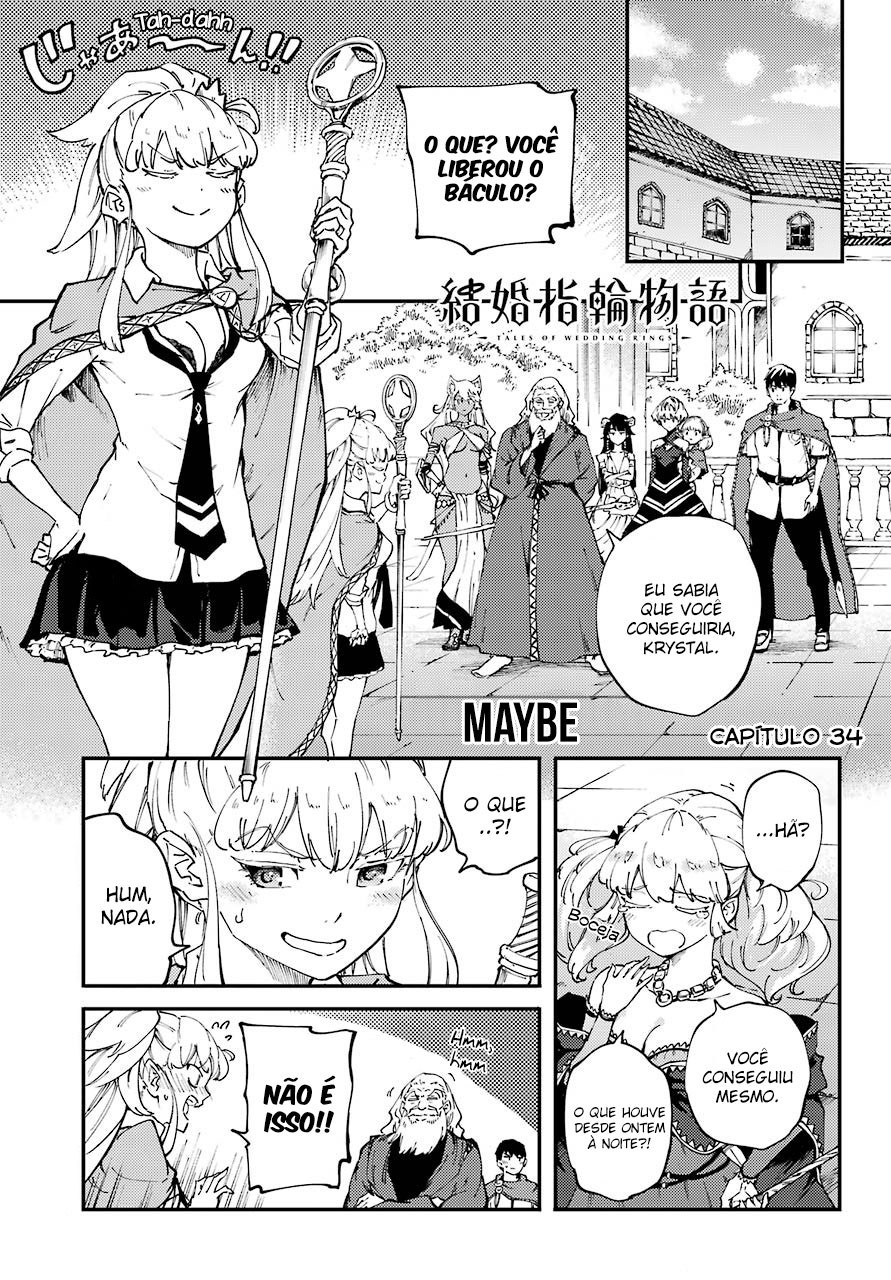 じゃあ〜ん!!
Tah-dahh
O QUE? VOCÊ
LIBEROU O
BÁCULO?
結婚指輪物語
TALES OF WEDDING RINGS
EU SABIA
QUE VOCÊ
CONSEGUIRIA,
KRYSTAL.
MAYBE
CAPÍTULO 34
...HÃ?
Boceja
VOCÊ
CONSEGUIU
MESMO.
O QUE HOUVE
DESDE ONTEM
À NOITE?!
O QUE
..?!
HUM,
NADA.
Hmm,
hmm
NÃO É
ISSO!!